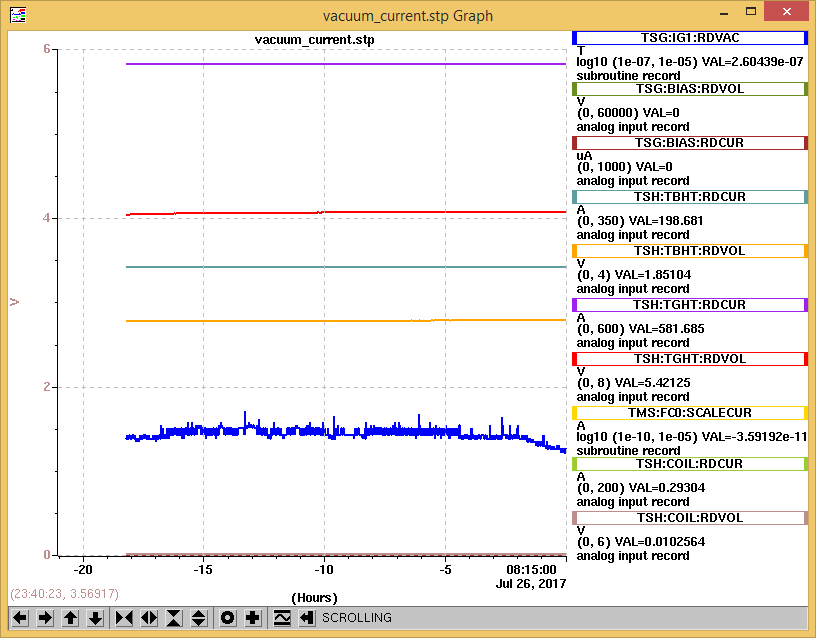 vacuum_current.stp Graph
vacuum_current.stp
6
4
2
0
V
-20
-15
-10
-5
08:15:00
Jul 26, 2017
(Hours)
(23:40:23, 3.56917)
TSG:IG1:RDVAC
T
log10 (1e-07, 1e-05) VAL=2.60439e-07
subroutine record
TSG:BIAS:RDVOL
V
(0, 60000) VAL=0
analog input record
TSG:BIAS:RDCUR
uA
(0, 1000) VAL=0
analog input record
TSH:TBHT:RDCUR
A
(0, 350) VAL=198.681
analog input record
TSH:TBHT:RDVOL
V
(0, 4) VAL=1.85104
analog input record
TSH:TGHT:RDCUR
A
(0, 600) VAL=581.685
analog input record
TSH:TGHT:RDVOL
V
(0, 8) VAL=5.42125
analog input record
TMS:FC0:SCALECUR
A
log10 (1e-10, 1e-05) VAL=-3.59192e-11
subroutine record
TSH:COIL:RDCUR
A
(0, 200) VAL=0.29304
analog input record
TSH:COIL:RDVOL
V
(0, 6) VAL=0.0102564
analog input record
SCROLLING